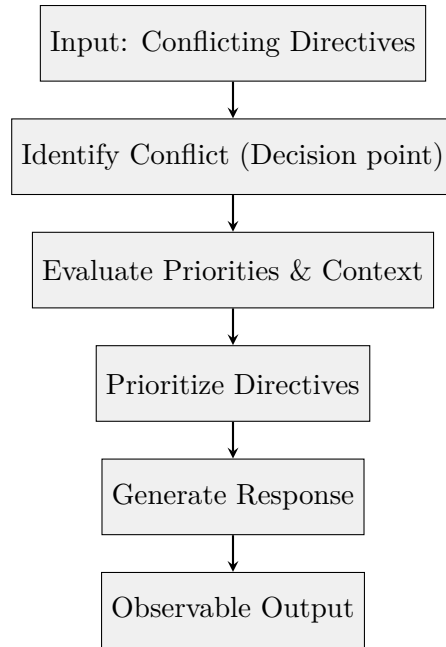 Input: Conflicting Directives
Identify Conflict (Decision point)
Evaluate Priorities & Context
Prioritize Directives
Generate Response
Observable Output